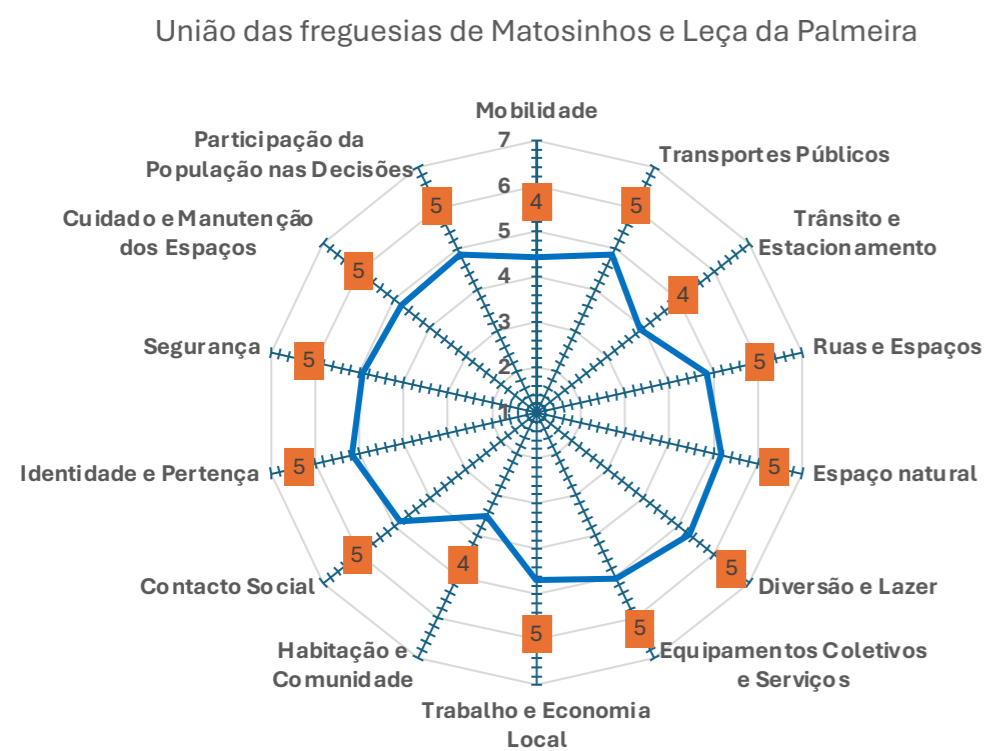 União das freguesias de Matosinhos e Leça da Palmeira
Mobilidade
Transportes Públicos
Trânsito e
Estacionamento
Ruas e Espaços
Espaço natural
Diversão e Lazer
Equipamentos Coletivos
e Serviços
Trabalho e Economia
Local
Habitação e
Comunidade
Contacto Social
Identidade e Pertença
Segurança
Cuidado e Manutenção
dos Espaços
Participação da
População nas Decisões
7
6
5
4
3
2
1
4
5
4
5
5
5
5
5
4
5
5
5
5
5